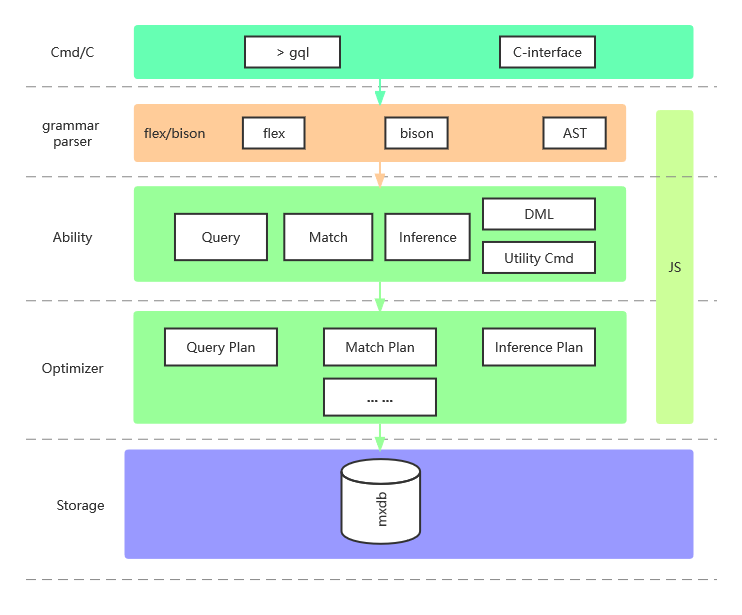 Cmd/C
> gql
C-interface
grammar
parser
flex/bison
flex
bison
AST
Ability
Query
Match
Inference
DML
Utility Cmd
JS
Optimizer
Query Plan
Match Plan
Inference Plan
... ...
Storage
mxdb